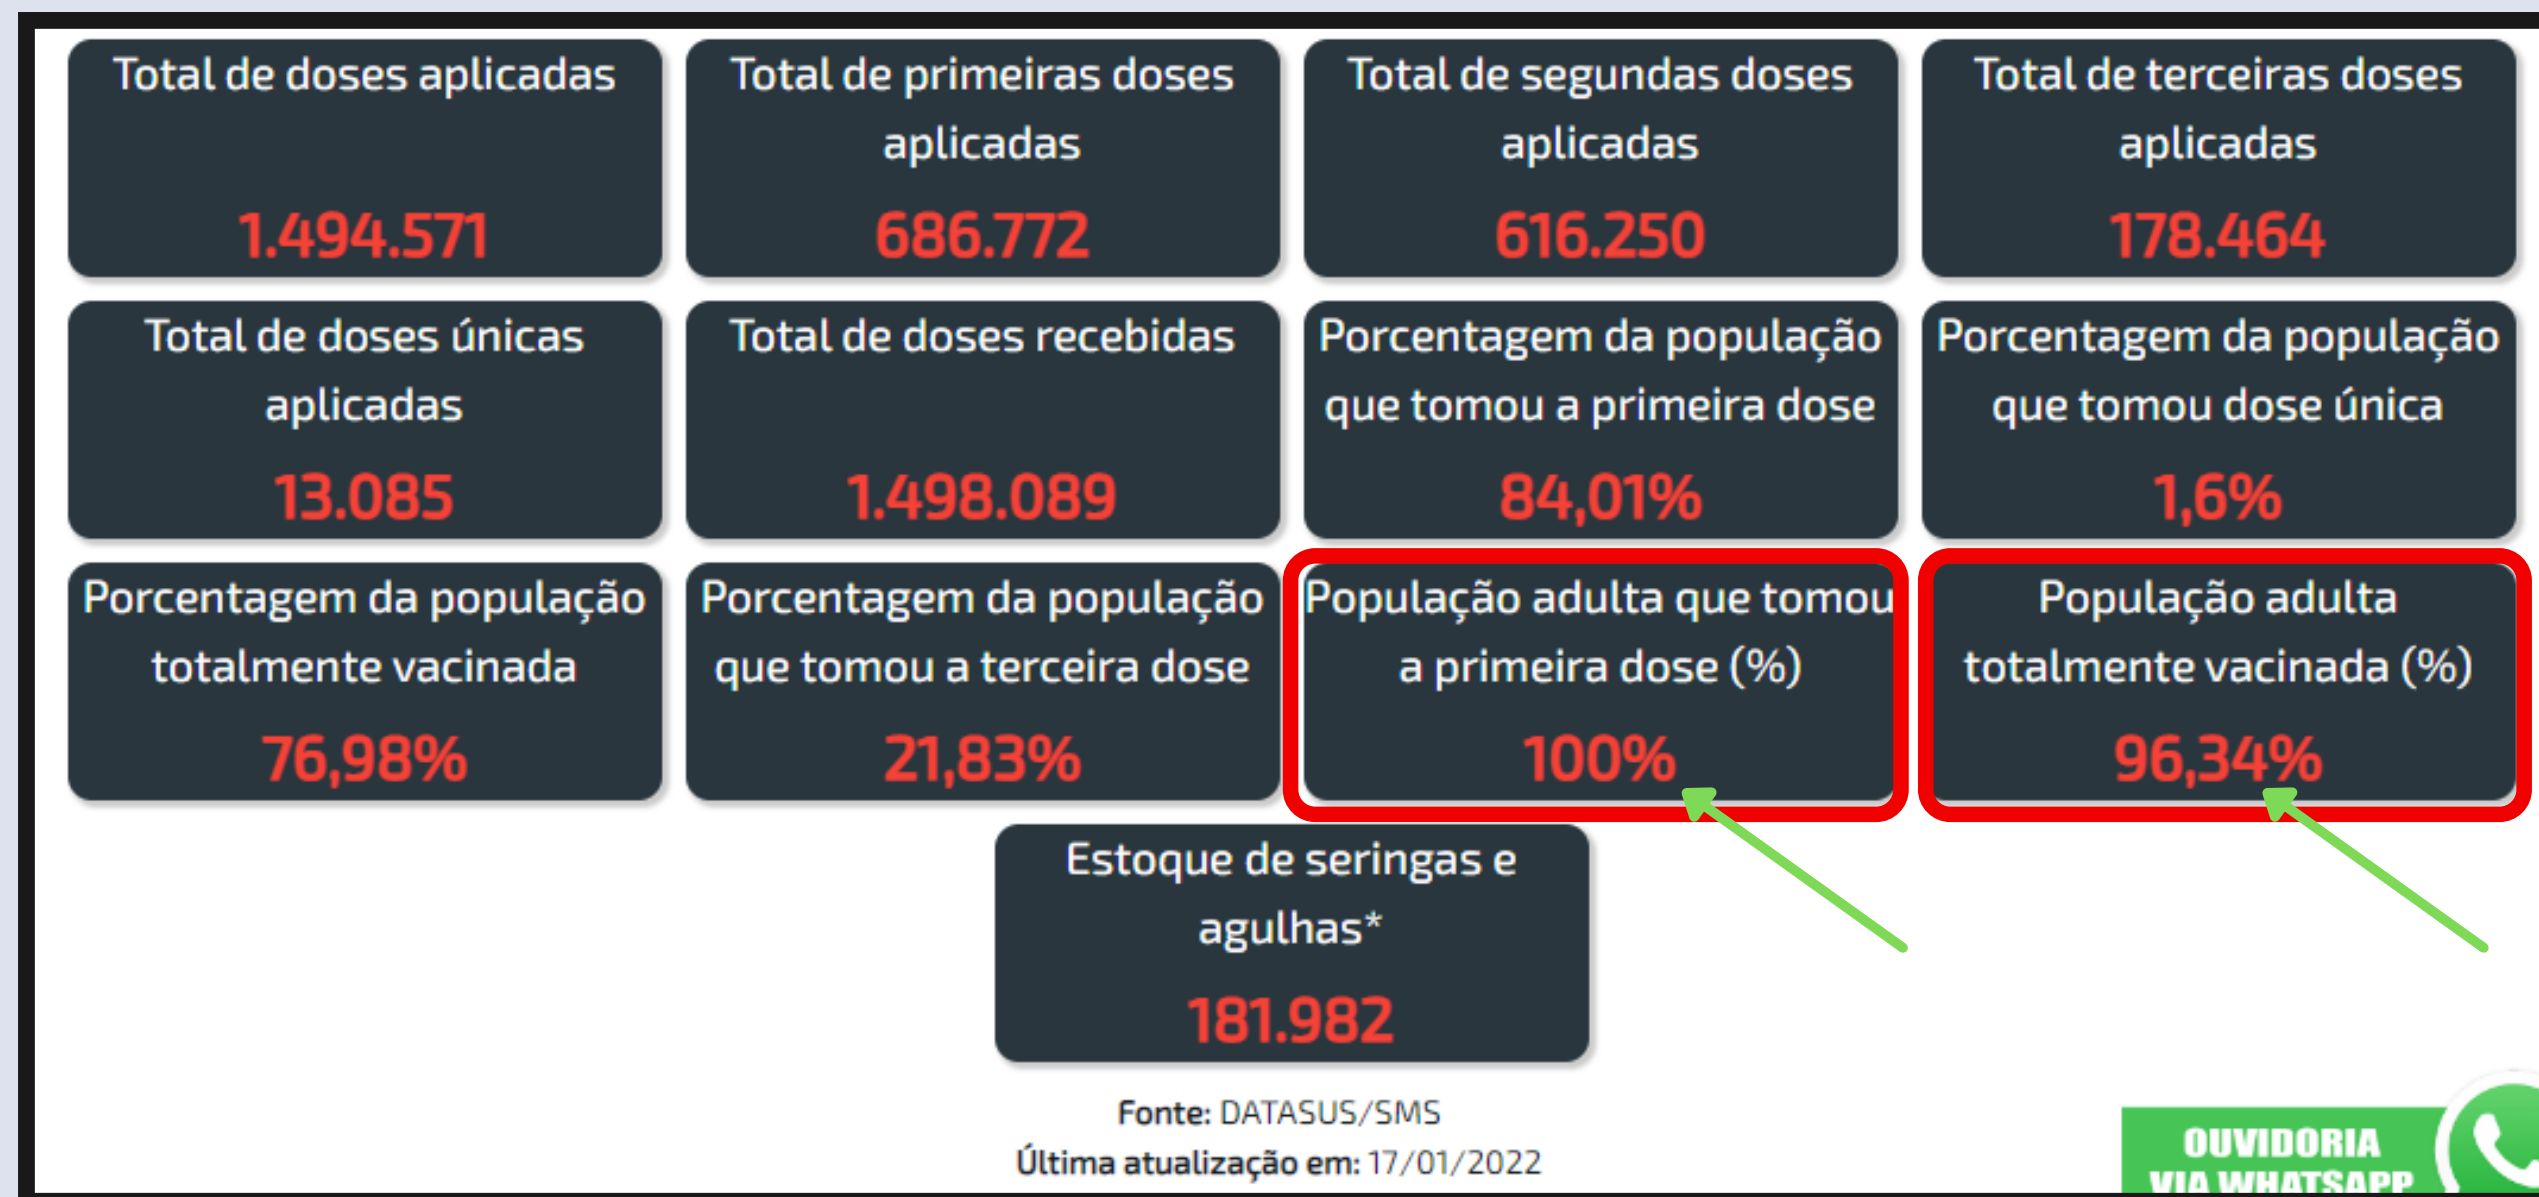 Total de doses aplicadas
1.494.571
Total de primeiras doses
aplicadas
686.772
Total de segundas doses
aplicadas
616.250
Total de terceiras doses
aplicadas
178.464
Total de doses únicas
aplicadas
13.085
Total de doses recebidas
1.498.089
Porcentagem da população
que tomou a primeira dose
84,01%
Porcentagem da população
que tomou dose única
1,6%
Porcentagem da população
totalmente vacinada
76,98%
Porcentagem da população
que tomou a terceira dose
21,83%
População adulta que tomou
a primeira dose (%)
100%
População adulta
totalmente vacinada (%)
96,34%
Estoque de seringas e
agulhas*
181.982
Fonte: DATASUS/SMS
Última atualização em: 17/01/2022
OUVIDORIA
VIA WHATSAPP